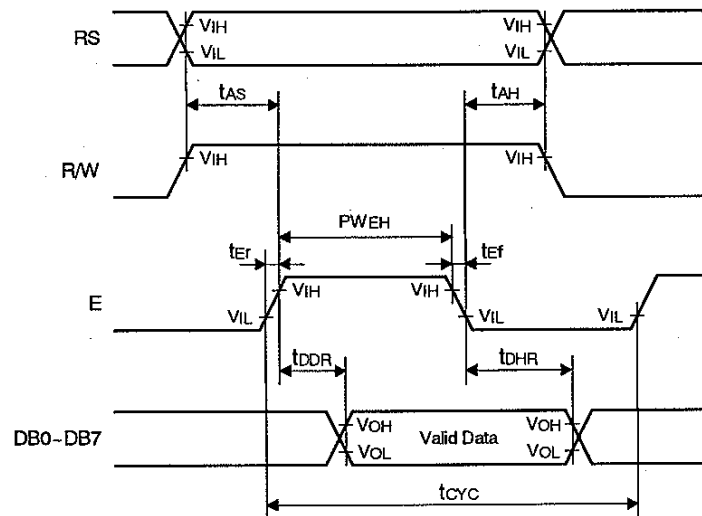 RS VIH VIH
VIL VIL
tAS tAH
R/W VIH VIH
PWEH
tEr tEf
E VIH VIH
VIL VIL VIL
tDDR tDHR
DB0~DB7 VOH Valid Data VOH
VOL VOL
tCYC